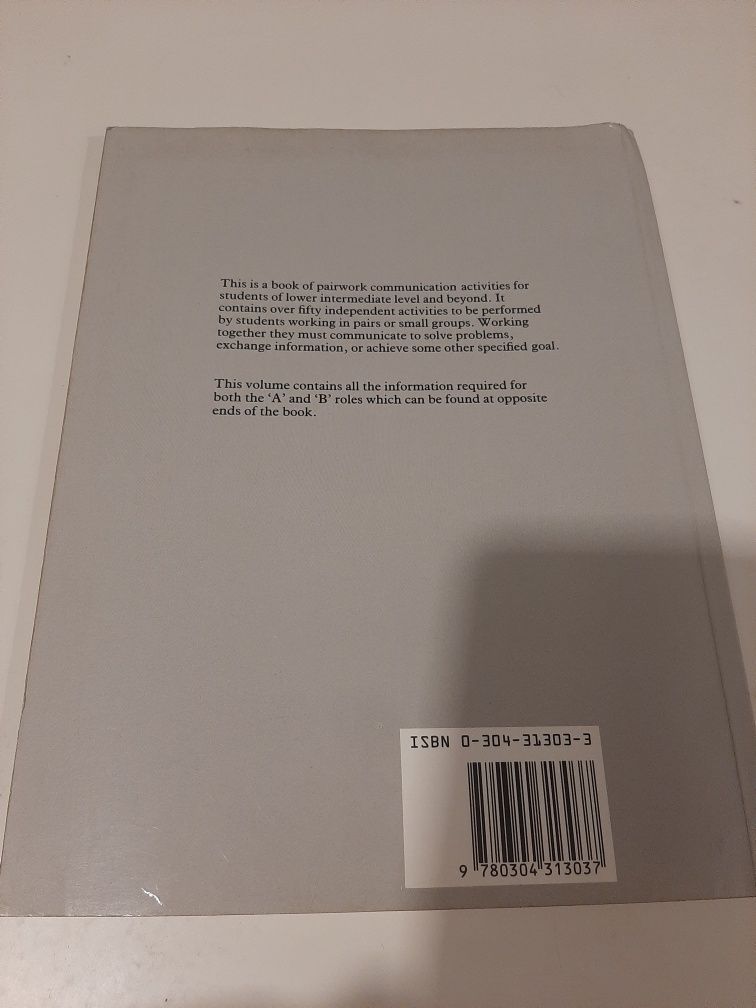 This is a book of pairwork communication activities for
students of lower intermediate level and beyond. It
contains over fifty independent activities to be performed
by students working in pairs or small groups. Working
together they must communicate to solve problems,
exchange information, or achieve some other specified goal.
This volume contains all the information required for
both the ‘A’ and ‘B’ roles which can be found at opposite
ends of the book.
ISBN 0-304-31303-3
9 780304 313037